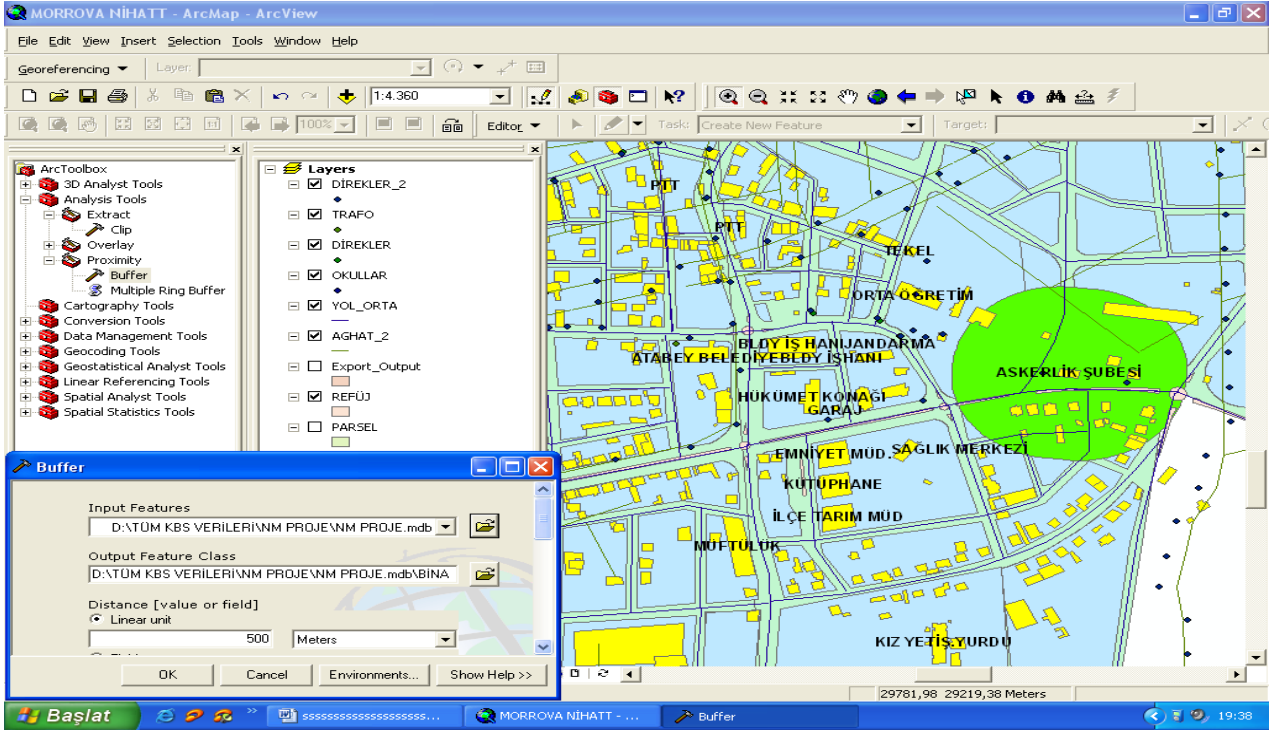 MORROVA NİHATT - ArcMap - ArcView
File Edit View Insert Selection Tools Window Help
Georeferencing Layer:
1:4.360
100% Editor Task: Create New Feature Target:
ArcToolbox
3D Analyst Tools
Analysis Tools
Extract
Clip
Overlay
Proximity
Buffer
Multiple Ring Buffer
Cartography Tools
Conversion Tools
Data Management Tools
Geocoding Tools
Geostatistical Analyst Tools
Linear Referencing Tools
Spatial Analyst Tools
Spatial Statistics Tools
Layers
DİREKLER_2
TRAFO
DİREKLER
OKULLAR
YOL_ORTA
AGHAT_2
Export_Output
REFÜJ
PARSEL
PTT
PTT
TEKEL
ORTA ÖGRETİM
BLDY İŞ HANIJANDARMA
ATABEY BELEDİYEBLDY İŞHANI
ASKERLİK ŞUBESİ
HÜKÜMET KONAĞI
GARAJ
EMNİYET MÜD.
SAĞLIK MERKEZİ
KÜTÜPHANE
İLÇE TARIM MÜD
MÜFTÜLÜK
KIZ YETİŞ.YURDU
Buffer
Input Features
D:\TÜM KBS VERİLERİ\NM PROJE\NM PROJE.mdb
Output Feature Class
D:\TÜM KBS VERİLERİ\NM PROJE\NM PROJE.mdb\BİNA
Distance [value or field]
Linear unit
500 Meters
OK Cancel Environments... Show Help >>
29781,98 29219,38 Meters
Başlat sssssssssssssssssssss... MORROVA NİHATT - ... Buffer 19:38